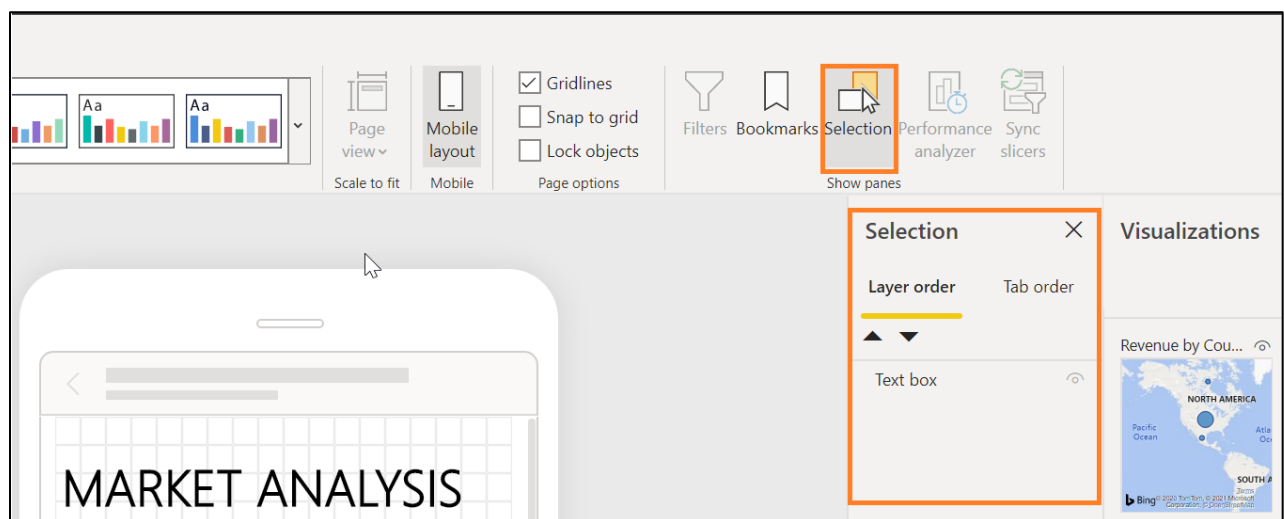 Aa
Aa
Page view
Mobile layout
Gridlines
Snap to grid
Lock objects
Filters
Bookmarks
Selection
Performance analyzer
Sync slicers
Scale to fit
Mobile
Page options
Show panes
Selection
Visualizations
Layer order
Tab order
Text box
Revenue by Cou...
NORTH AMERICA
Pacific
Ocean
Bing
MARKET ANALYSIS